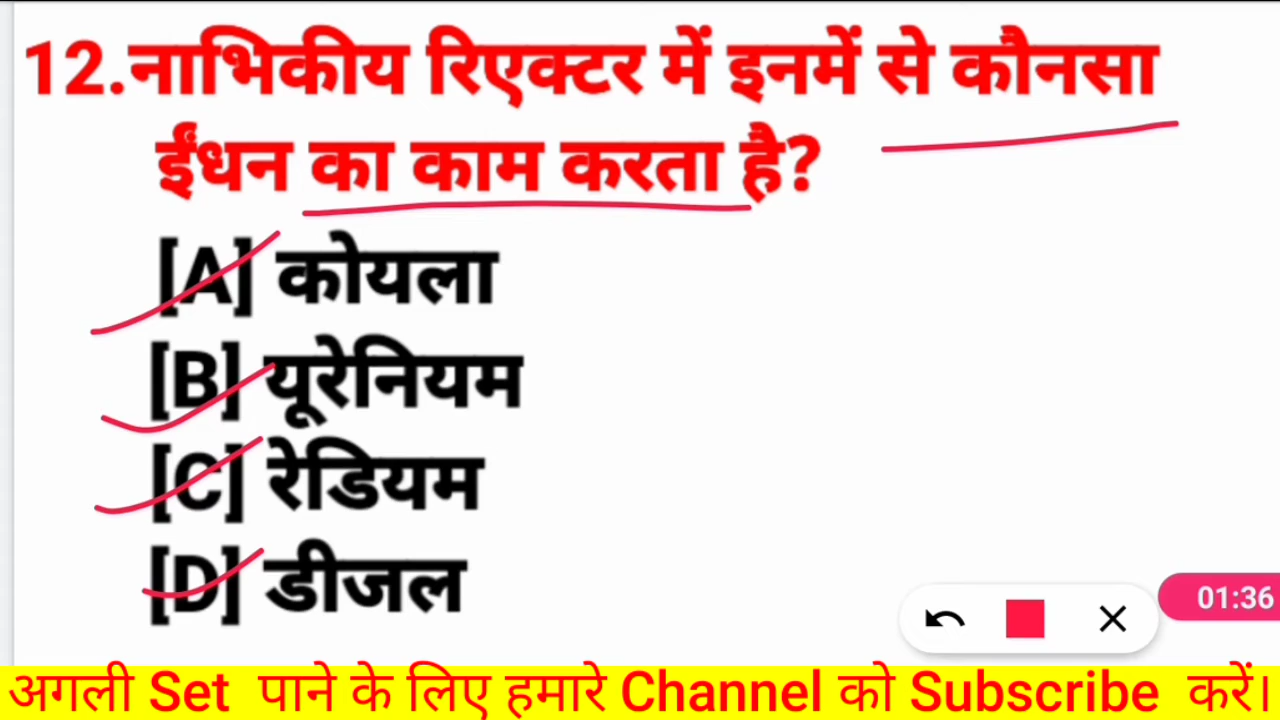 12.नाभिकीय रिएक्टर में इनमें से कौनसा
ईंधन का काम करता है?
[A] कोयला
[B] यूरेनियम
[C] रेडियम
[D] डीजल
01:36
अगली Set पाने के लिए हमारे Channel को Subscribe करें।